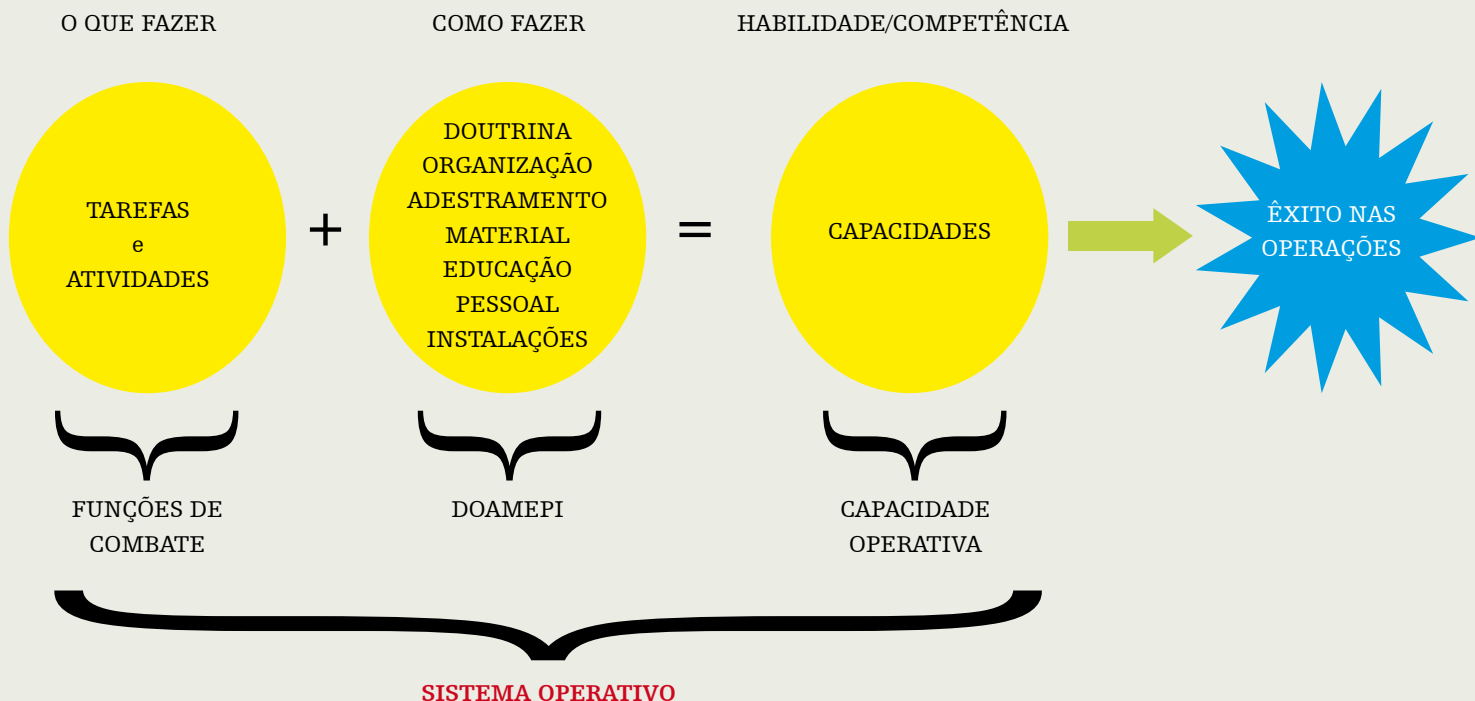 O QUE FAZER
COMO FAZER
HABILIDADE/COMPETÊNCIA
TAREFAS
e
ATIVIDADES
+
DOUTRINA
ORGANIZAÇÃO
ADESTRAMENTO
MATERIAL
EDUCAÇÃO
PESSOAL
INSTALAÇÕES
=
CAPACIDADES
ÊXITO NAS
OPERAÇÕES
FUNÇÕES DE
COMBATE
DOAMEPI
CAPACIDADE
OPERATIVA
SISTEMA OPERATIVO